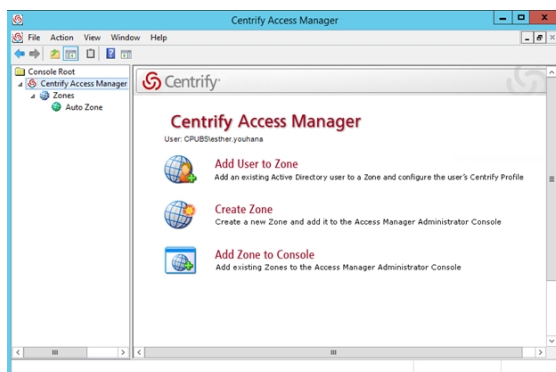 Centrify Access Manager
File Action View Window Help
Console Root
Centrify Access Manager
Zones
Auto Zone
Centrify
Centrify Access Manager
User: CPUBS\esther.youhana
Add User to Zone
Add an existing Active Directory user to a Zone and configure the user's Centrify Profile
Create Zone
Create a new Zone and add it to the Access Manager Administrator Console
Add Zone to Console
Add existing Zones to the Access Manager Administrator Console